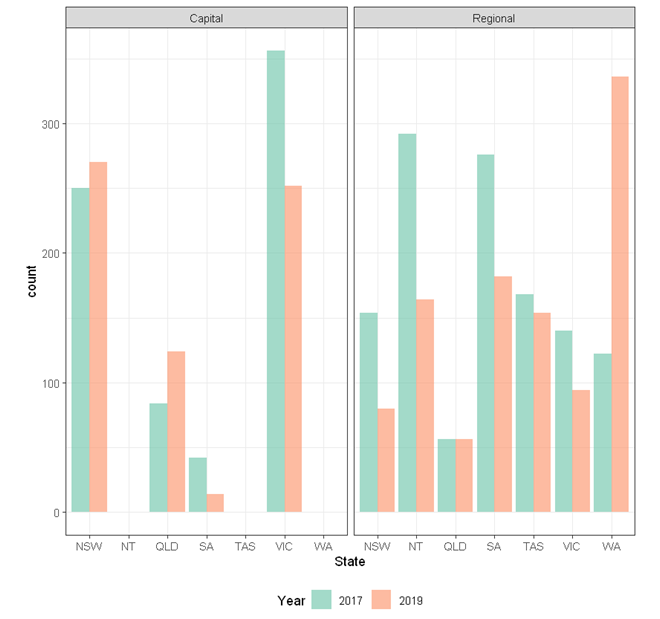 Capital Regional
count
300
200
100
0
NSW NT QLD SA TAS VIC WA NSW NT QLD SA TAS VIC WA
State
Year 2017 2019